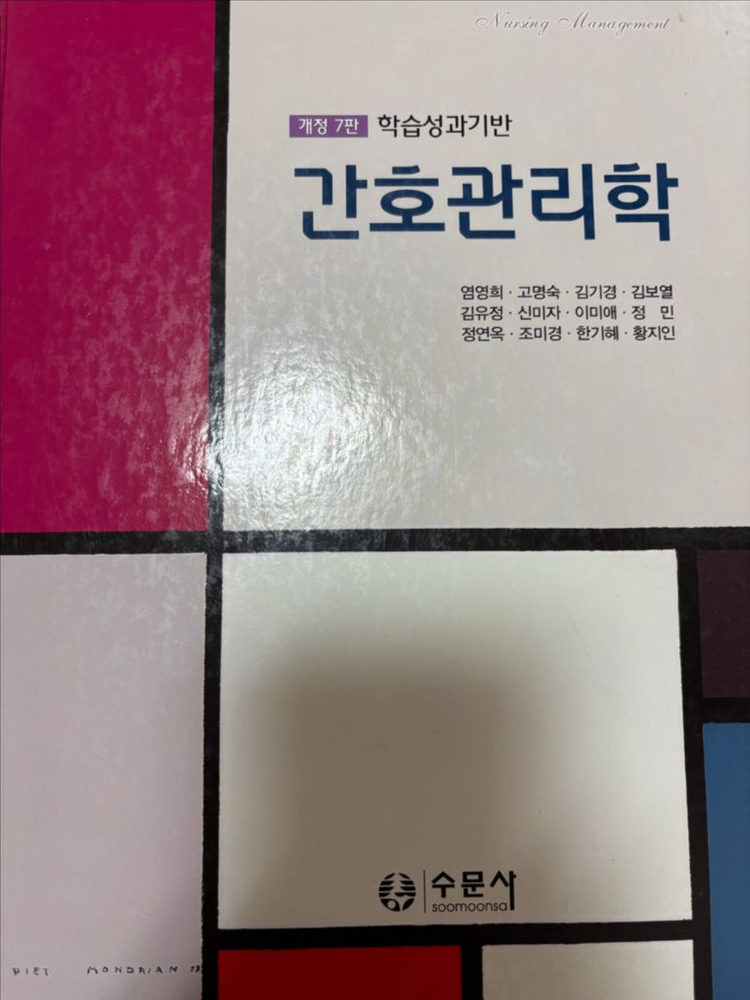 Nursing Management
개정 7판 학습성과기반
간호관리학
염영희 · 고명숙 · 김기경 · 김보열
김유정 · 신미자 · 이미애 · 정 민
정연옥 · 조미경 · 한기혜 · 황지인
수문사
soomoonsa
PIET MONDRIAN